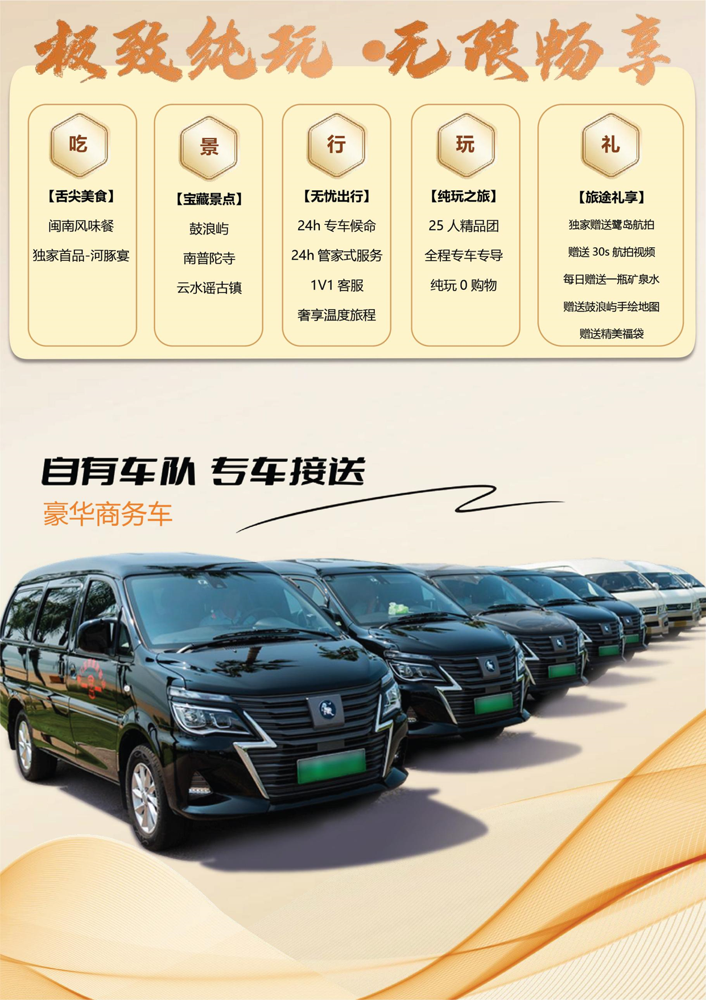 极致纯玩·无限畅享
吃
【舌尖美食】
闽南风味餐
独家首品-河豚宴
景
【宝藏景点】
鼓浪屿
南普陀寺
云水谣古镇
行
【无忧出行】
24h 专车候命
24h 管家式服务
1V1 客服
奢享温度旅程
玩
【纯玩之旅】
25 人精品团
全程专车专导
纯玩 0 购物
礼
【旅途礼享】
独家赠送鹭岛航拍
赠送 30s 航拍视频
每日赠送一瓶矿泉水
赠送鼓浪屿手绘地图
赠送精美福袋
自有车队 专车接送
豪华商务车